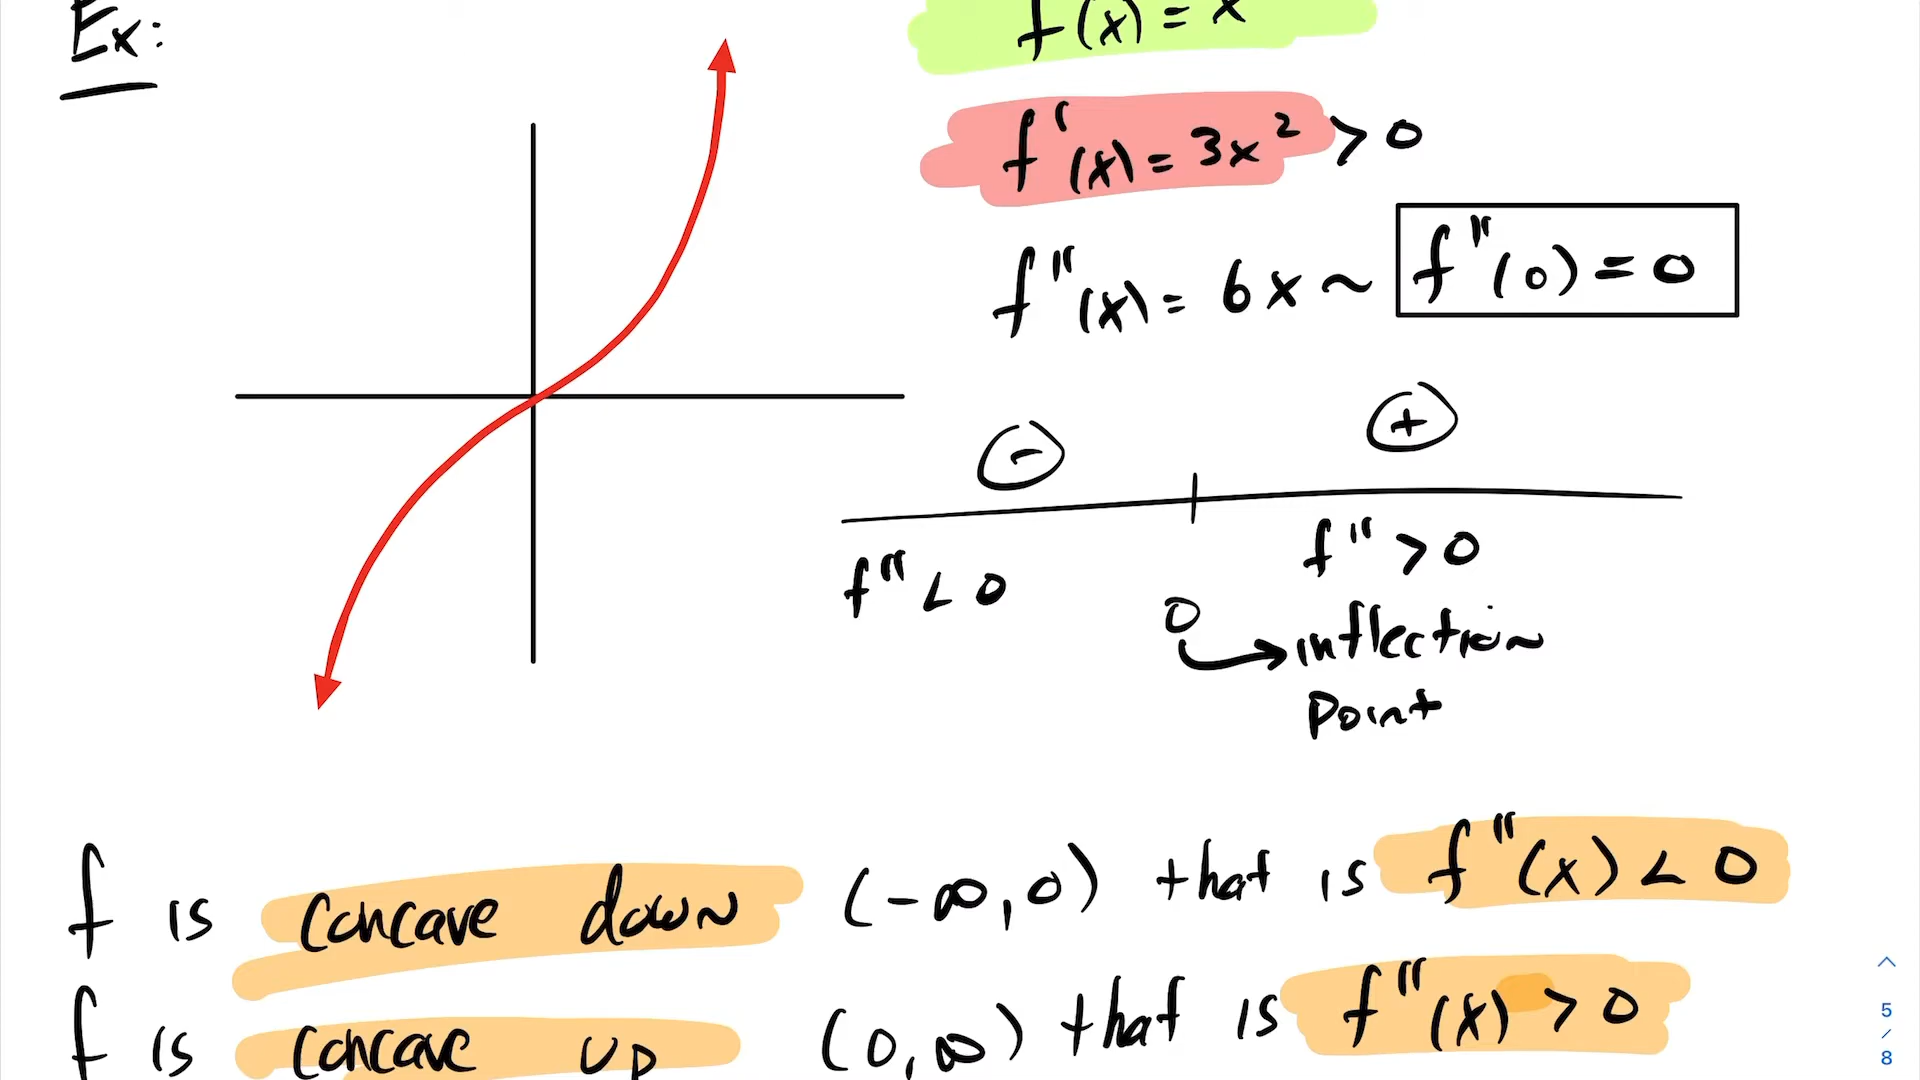 Ex:
f(x) = x
f'(x) = 3x² > 0
f''(x) = 6x ~ f''(0) = 0
- +
f'' < 0 f'' > 0
0 → inflection
point
f is concave down (-∞, 0) that is f''(x) < 0
f is concave up (0, ∞) that is f''(x) > 0
5
/
8